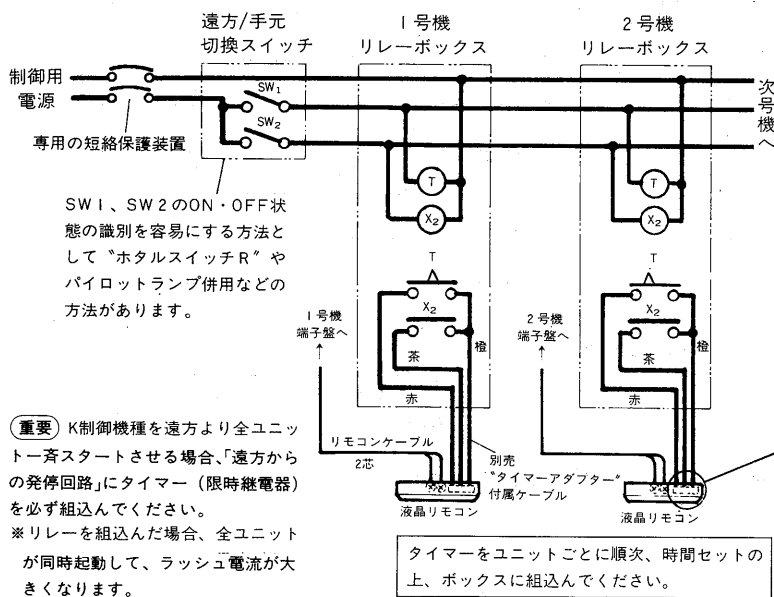 遠方/手元
切換スイッチ
1号機
リレーボックス
2号機
リレーボックス
制御用
電源
SW1
SW2
次号機へ
専用の短絡保護装置
T
X2
T
X2
SW1、SW2のON・OFF状
態の識別を容易にする方法と
して“ホタルスイッチR”や
パイロットランプ併用などの
方法があります。
T
X2
1号機
端子盤へ
橙
茶
赤
T
X2
2号機
端子盤へ
橙
茶
赤
重要 K制御機種を遠方より全ユニッ
ト一斉スタートさせる場合、「遠方から
の発停回路」にタイマー(限時継電器)
を必ず組込んでください。
※リレーを組込んだ場合、全ユニット
が同時起動して、ラッシュ電流が大
きくなります。
リモコンケーブル
2芯
別売
“タイマーアダプター”
付属ケーブル
液晶リモコン
液晶リモコン
タイマーをユニットごとに順次、時間セットの
上、ボックスに組込んでください。